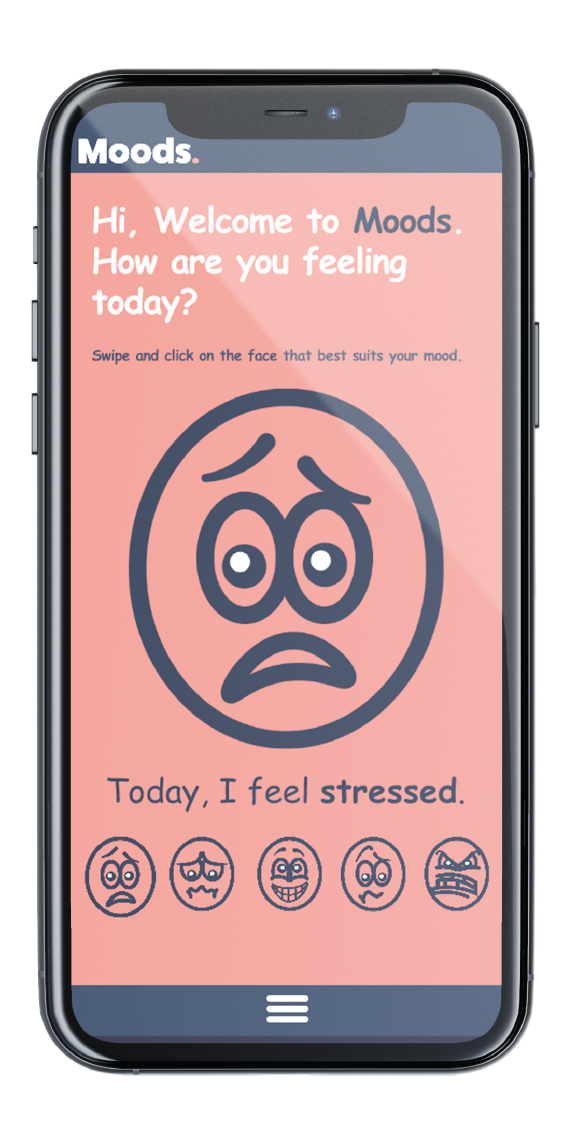 Moods.
Hi, Welcome to Moods.
How are you feeling
today?
Swipe and click on the face that best suits your mood.
Today, I feel stressed.